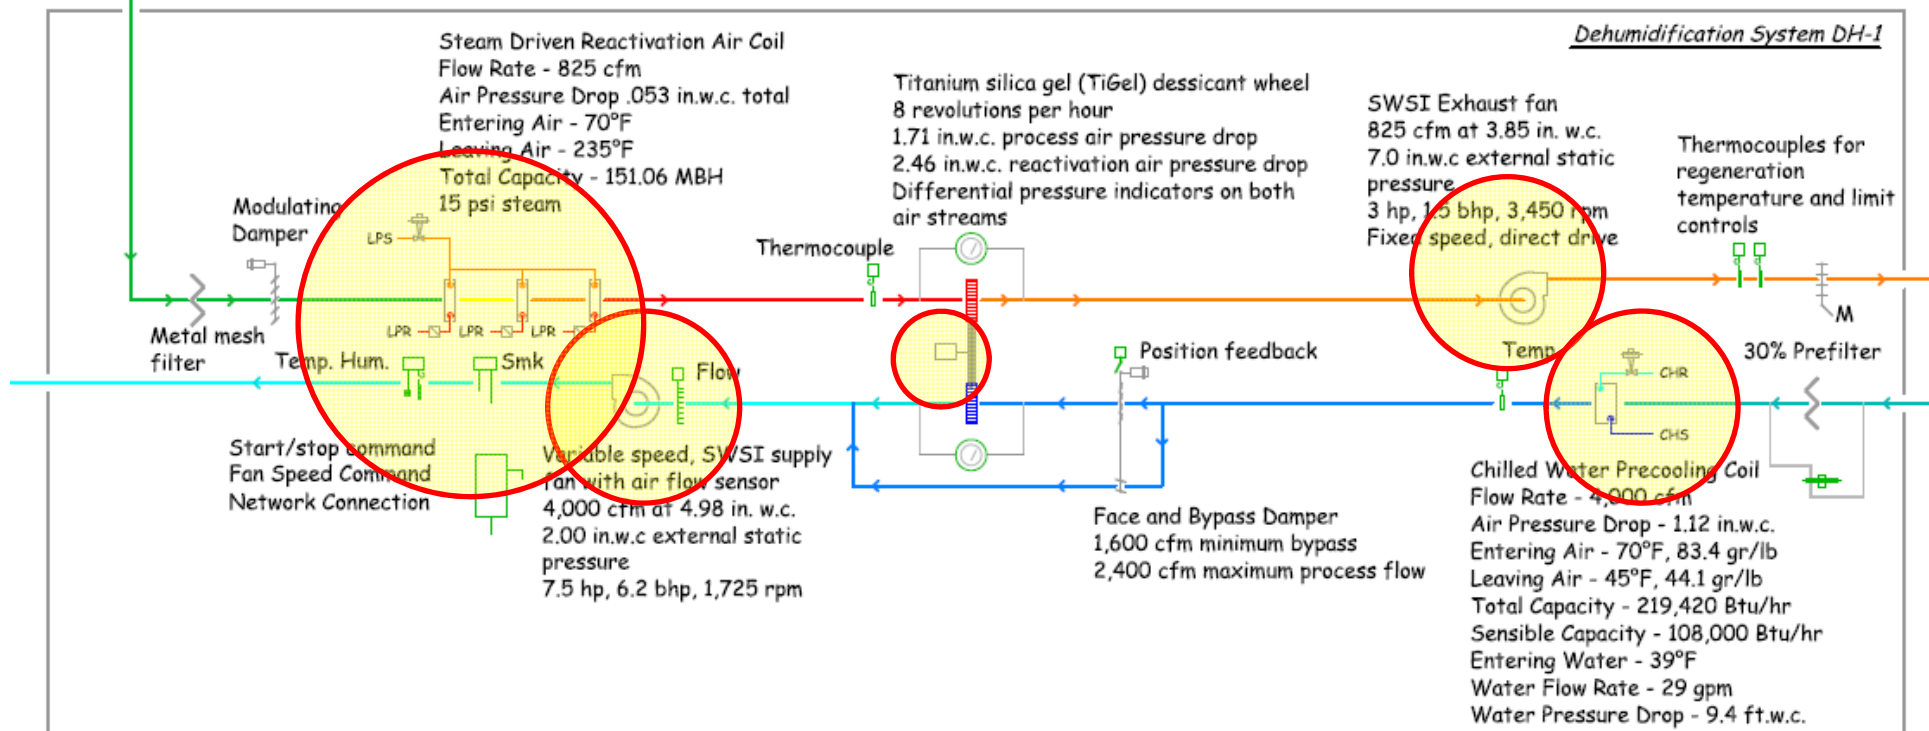 Dehumidification System DH-1
Steam Driven Reactivation Air Coil
Flow Rate - 825 cfm
Air Pressure Drop .053 in.w.c. total
Entering Air - 70°F
Leaving Air - 235°F
Total Capacity - 151.06 MBH
15 psi steam
Titanium silica gel (TiGel) dessicant wheel
8 revolutions per hour
1.71 in.w.c. process air pressure drop
2.46 in.w.c. reactivation air pressure drop
Differential pressure indicators on both
air streams
SWSI Exhaust fan
825 cfm at 3.85 in. w.c.
7.0 in.w.c external static
pressure
3 hp, 1.5 bhp, 3,450 rpm
Fixed speed, direct drive
Thermocouples for
regeneration
temperature and limit
controls
Modulating
Damper
LPS
Thermocouple
LPR
LPR
LPR
M
Metal mesh
filter
Temp. Hum.
Smk
Flow
Position feedback
Temp
30% Prefilter
CHR
CHS
Start/stop command
Fan Speed Command
Network Connection
Variable speed, SWSI supply
fan with air flow sensor
4,000 cfm at 4.98 in. w.c.
2.00 in.w.c external static
pressure
7.5 hp, 6.2 bhp, 1,725 rpm
Face and Bypass Damper
1,600 cfm minimum bypass
2,400 cfm maximum process flow
Chilled Water Precooling Coil
Flow Rate - 4,000 cfm
Air Pressure Drop - 1.12 in.w.c.
Entering Air - 70°F, 83.4 gr/lb
Leaving Air - 45°F, 44.1 gr/lb
Total Capacity - 219,420 Btu/hr
Sensible Capacity - 108,000 Btu/hr
Entering Water - 39°F
Water Flow Rate - 29 gpm
Water Pressure Drop - 9.4 ft.w.c.